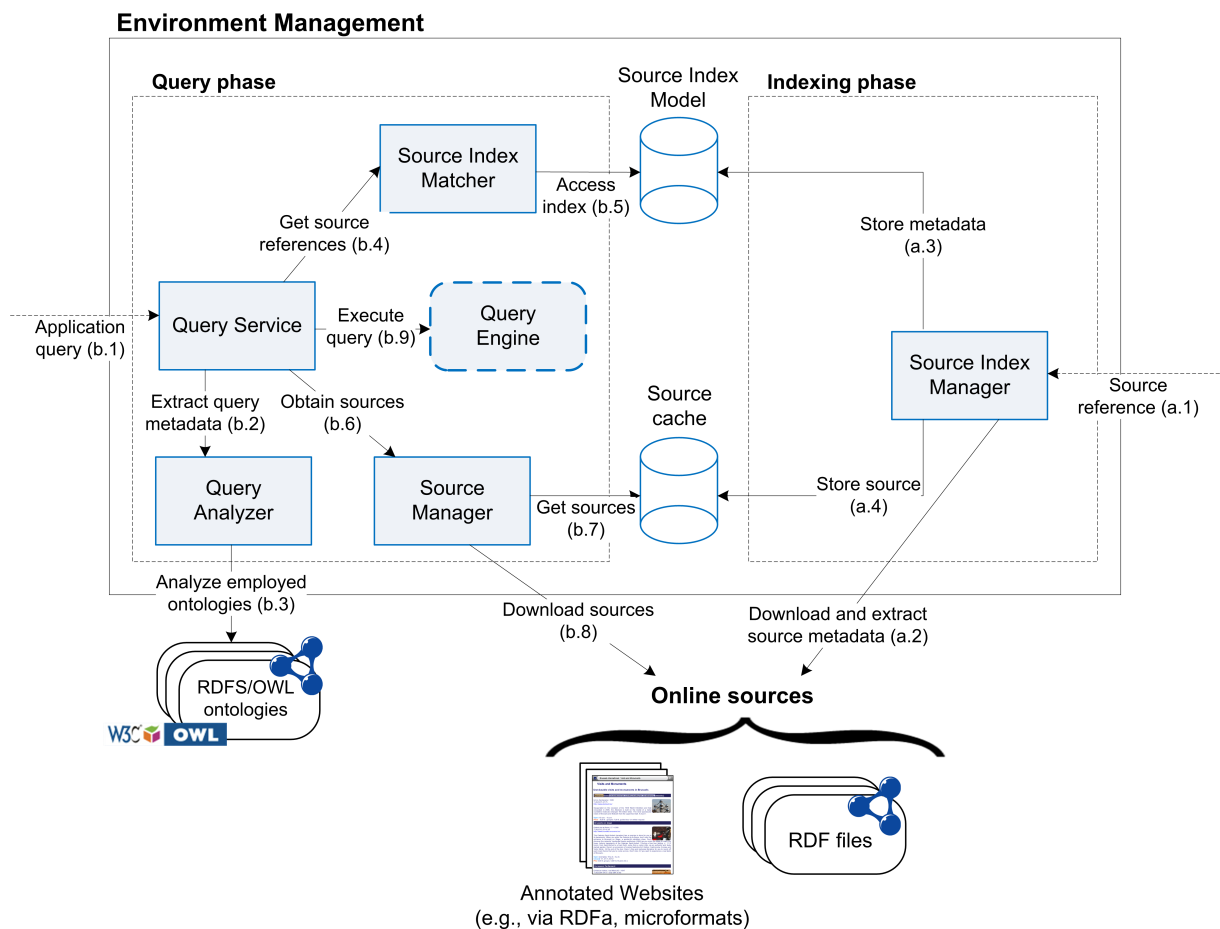 Environment Management
Query phase
Source Index
Model
Indexing phase
Source Index
Matcher
Access
index (b.5)
Get source
references (b.4)
Store metadata
(a.3)
Application
query (b.1)
Query Service
Execute
query (b.9)
Query
Engine
Source Index
Manager
Source
reference (a.1)
Extract query
metadata (b.2)
Obtain sources
(b.6)
Source
cache
Query
Analyzer
Source
Manager
Get sources
(b.7)
Store source
(a.4)
Analyze employed
ontologies (b.3)
Download sources
(b.8)
Download and extract
source metadata (a.2)
RDFS/OWL
ontologies
W3C OWL
Online sources
RDF files
Annotated Websites
(e.g., via RDFa, microformats)